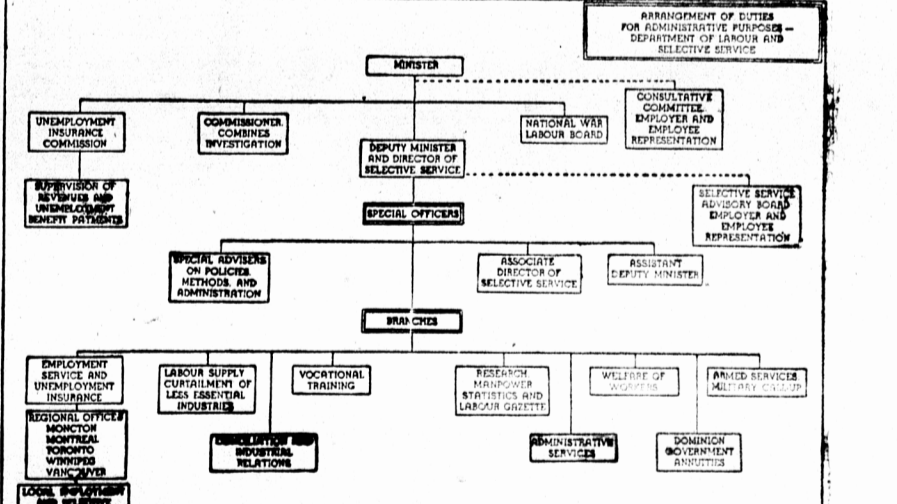 ARRANGEMENT OF DUTIES
FOR ADMINISTRATIVE PURPOSES —
DEPARTMENT OF LABOUR AND
SELECTIVE SERVICE
MINISTER
UNEMPLOYMENT
INSURANCE
COMMISSION
COMMISSIONER
COMBINES
INVESTIGATION
DEPUTY MINISTER
AND DIRECTOR OF
SELECTIVE SERVICE
NATIONAL WAR
LABOUR BOARD
CONSULTATIVE
COMMITTEE
EMPLOYER AND
EMPLOYEE
REPRESENTATION
SUPERVISION OF
REVENUES AND
UNEMPLOYMENT
BENEFIT PAYMENTS
SPECIAL OFFICERS
SELECTIVE SERVICE
ADVISORY BOARD
EMPLOYER AND
EMPLOYEE
REPRESENTATION
SPECIAL ADVISERS
ON POLICIES,
METHODS, AND
ADMINISTRATION
ASSOCIATE
DIRECTOR OF
SELECTIVE SERVICE
ASSISTANT
DEPUTY MINISTER
BRANCHES
EMPLOYMENT
SERVICE AND
UNEMPLOYMENT
INSURANCE
LABOUR SUPPLY
CURTAILMENT OF
LESS ESSENTIAL
INDUSTRIES
VOCATIONAL
TRAINING
RESEARCH,
MANPOWER
STATISTICS AND
LABOUR GAZETTE
WELFARE OF
WORKERS
ARMED SERVICES
MILITARY CALL-UP
REGIONAL OFFICES
MONCTON
MONTREAL
TORONTO
WINNIPEG
VANCOUVER
CONCILIATION AND
INDUSTRIAL
RELATIONS
ADMINISTRATIVE
SERVICES
DOMINION
GOVERNMENT
ANNUITIES
LOCAL EMPLOYMENT